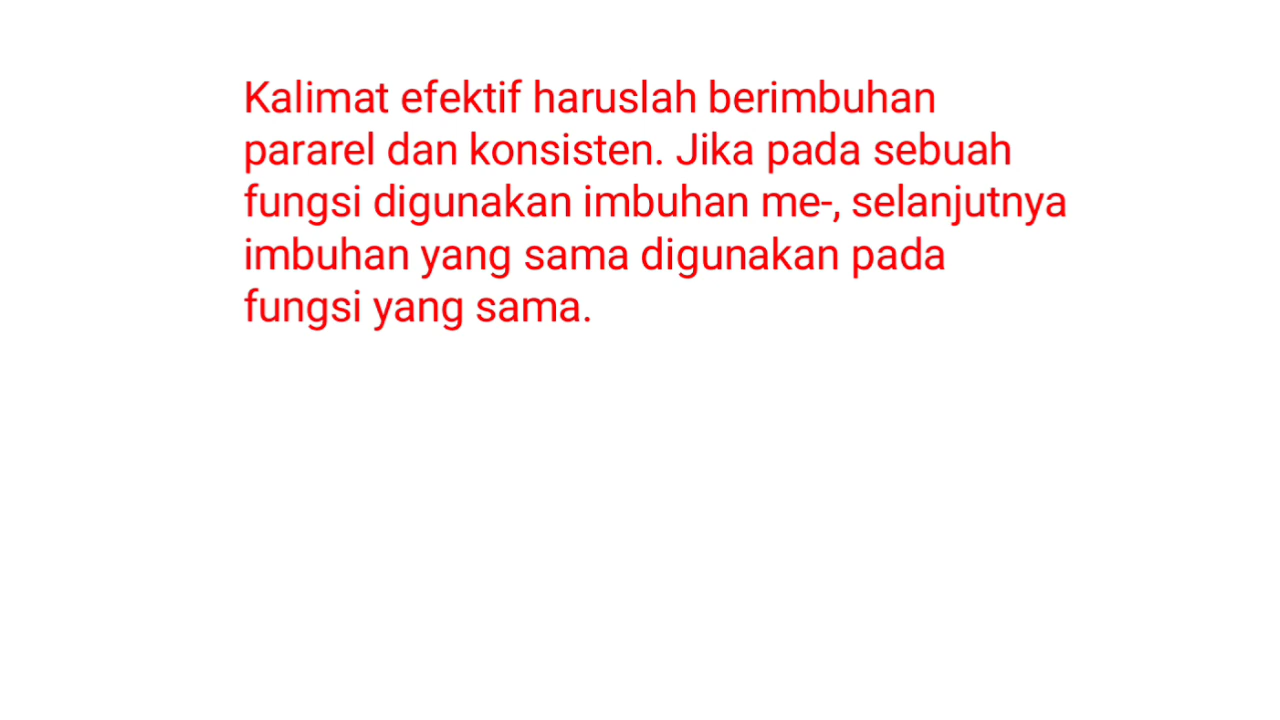 Kalimat efektif haruslah berimbuhan
pararel dan konsisten. Jika pada sebuah
fungsi digunakan imbuhan me-, selanjutnya
imbuhan yang sama digunakan pada
fungsi yang sama.